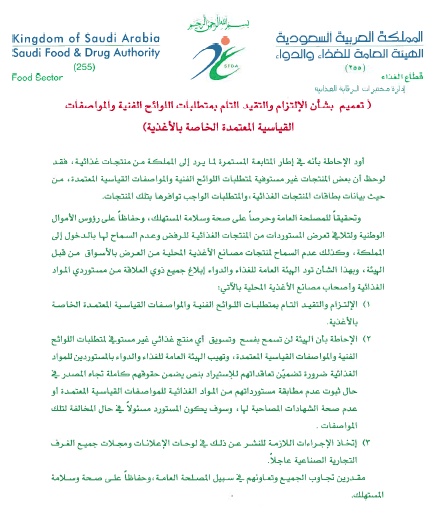 بسم الله الرحمن الرحيم
Kingdom of Saudi Arabia
Saudi Food & Drug Authority
(255)
Food Sector
SFDA
المملكة العربية السعودية
الهيئة العامة للغذاء والدواء
(٢٥٥)
قطاع الغذاء
إدارة مختبرات الرقابة الغذائية
( تعميم بشأن الإلتزام والتقيد التام بمتطلبات اللوائح الفنية والمواصفات
القياسية المعتمدة الخاصة بالأغذية)
أود الإحاطة بأنه في إطار المتابعة المستمرة لما يرد إلى المملكة من منتجات غذائية، فقد
لوحظ أن بعض المنتجات غير مستوفية لمتطلبات اللوائح الفنية والمواصفات القياسية المعتمدة، من
حيث بيانات بطاقات المنتجات الغذائية،والمتطلبات الواجب توافرها بتلك المنتجات.
وتحقيقاً للمصلحة العامة وحرصاً على صحة وسلامة المستهلك، وحفاظاً على رؤوس الأموال
الوطنية ولتلافي تعرض المستوردات من المنتجات الغذائية للرفض وعدم السماح لها بالدخول إلى
المملكة، وكذلك عدم السماح لمنتجات مصانع الأغذية المحلية من العرض بالأسواق من قبل
الهيئة، وبهذا الشأن تود الهيئة العامة للغذاء والدواء إبلاغ جميع ذوي العلاقة من مستوردي المواد
الغذائية وأصحاب مصانع الأغذية المحلية بالآتي:
١) الإلتزام والتقيد التام بمتطلبات اللوائح الفنية والمواصفات القياسية المعتمدة الخاصة
بالأغذية.
٢) الإحاطة بأن الهيئة لن تسمح بفسح وتسويق أي منتج غذائي غير مستوفي لمتطلبات اللوائح
الفنية والمواصفات القياسية المعتمدة، وتهيب الهيئة العامة للغذاء والدواء بالمستوردين للمواد
الغذائية ضرورة تضمين تعاقداتهم للإستيراد بنص يضمن حقوقهم كاملة تجاه المصدر في
حال ثبوت عدم مطابقة مستورداتهم من المواد الغذائية للمواصفات القياسية المعتمدة أو
عدم صحة الشهادات المصاحبة لها، وسوف يكون المستورد مسئولاً في حال المخالفة لتلك
المواصفات .
٣) إتخاذ الإجراءات اللازمة للنشر عن ذلك في لوحات الإعلانات ومجلات جميع الغرف
التجارية الصناعية عاجلاً.
مقدرين تجاوب الجميع وتعاونهم في سبيل المصلحة العامة،وحفاظاً على صحة وسلامة
المستهلك.